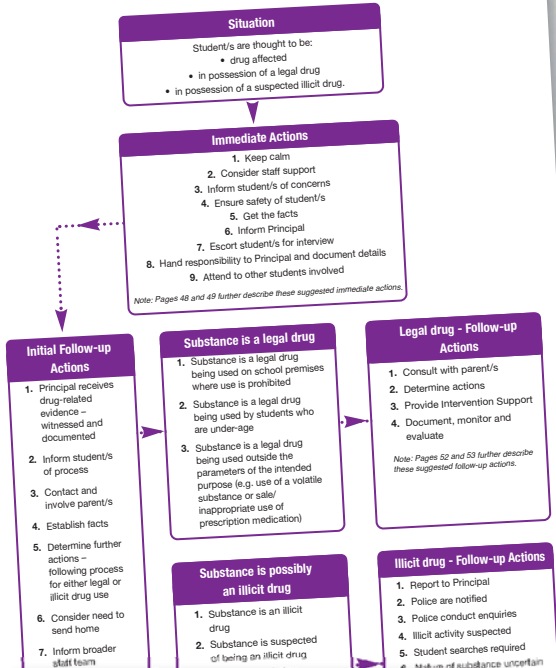 Situation
Student/s are thought to be:
• drug affected
• in possession of a legal drug
• in possession of a suspected illicit drug.
Immediate Actions
1. Keep calm
2. Consider staff support
3. Inform student/s of concerns
4. Ensure safety of student/s
5. Get the facts
6. Inform Principal
7. Escort student/s for interview
8. Hand responsibility to Principal and document details
9. Attend to other students involved
Note: Pages 48 and 49 further describe these suggested immediate actions.
Initial Follow-up
Actions
1. Principal receives
drug-related
evidence –
witnessed and
documented
2. Inform student/s
of process
3. Contact and
involve parent/s
4. Establish facts
5. Determine further
actions –
following process
for either legal or
illicit drug use
6. Consider need to
send home
7. Inform broader
staff team
Substance is a legal drug
1. Substance is a legal drug
being used on school premises
where use is prohibited
2. Substance is a legal drug
being used by students who
are under-age
3. Substance is a legal drug
being used outside the
parameters of the intended
purpose (e.g. use of a volatile
substance or sale/
inappropriate use of
prescription medication)
Legal drug - Follow-up
Actions
1. Consult with parent/s
2. Determine actions
3. Provide Intervention Support
4. Document, monitor and
evaluate
Note: Pages 52 and 53 further describe
these suggested follow-up actions.
Substance is possibly
an illicit drug
1. Substance is an illicit
drug
2. Substance is suspected
of being an illicit drug
Illicit drug - Follow-up Actions
1. Report to Principal
2. Police are notified
3. Police conduct enquiries
4. Illicit activity suspected
5. Student searches required
6. Nature of substance uncertain